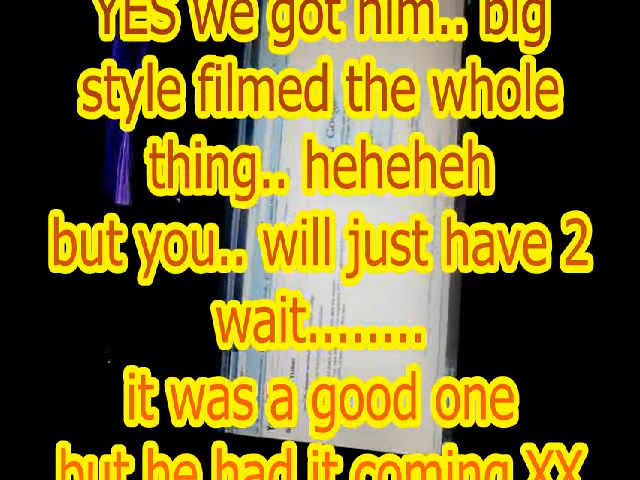 YES we got him.. big
style filmed the whole
thing.. heheheh
but you.. will just have 2
wait........
it was a good one
but he had it coming XX